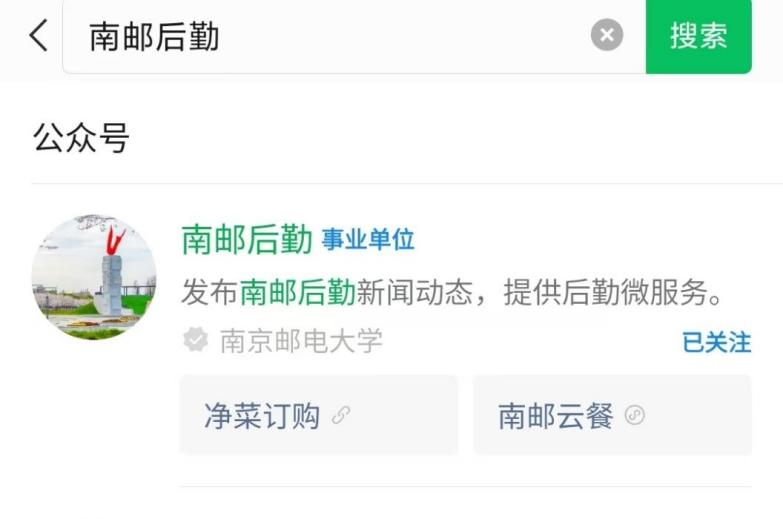 南邮后勤 搜索
公众号
南邮后勤 事业单位
发布南邮后勤新闻动态，提供后勤微服务。
南京邮电大学 已关注
净菜订购 南邮云餐